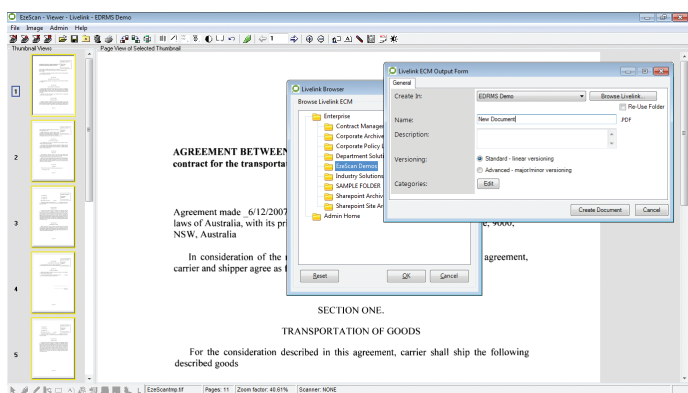 EzeScan - Viewer - Livelink - EDRMS Demo
File Image Admin Help
1
Thumbnail Views
Page View of Selected Thumbnail
1
2
3
4
5
AGREEMENT BETWEEN
contract for the transporta
Agreement made _6/12/2007
laws of Australia, with its pri
e, 9000,
NSW, Australia
In consideration of the
agreement,
carrier and shipper agree as f
SECTION ONE.
TRANSPORTATION OF GOODS
For the consideration described in this agreement, carrier shall ship the following
described goods
Livelink Browser
Browse Livelink ECM
Enterprise
Contract Manager
Corporate Archive
Corporate Policy L
Department Soluti
EzeScan Demos
Industry Solutions
SAMPLE FOLDER
Sharepoint Archiv
Sharepoint Site Ar
Admin Home
Reset
OK
Cancel
Livelink ECM Output Form
General
Create In:
EDRMS Demo
Browse Livelink...
Re-Use Folder
Name:
New Document
.PDF
Description:
Versioning:
Standard - linear versioning
Advanced - major/minor versioning
Categories:
Edit
Create Document
Cancel
EzeScantmp.tif
Pages: 11
Zoom factor: 40.61%
Scanner: NONE